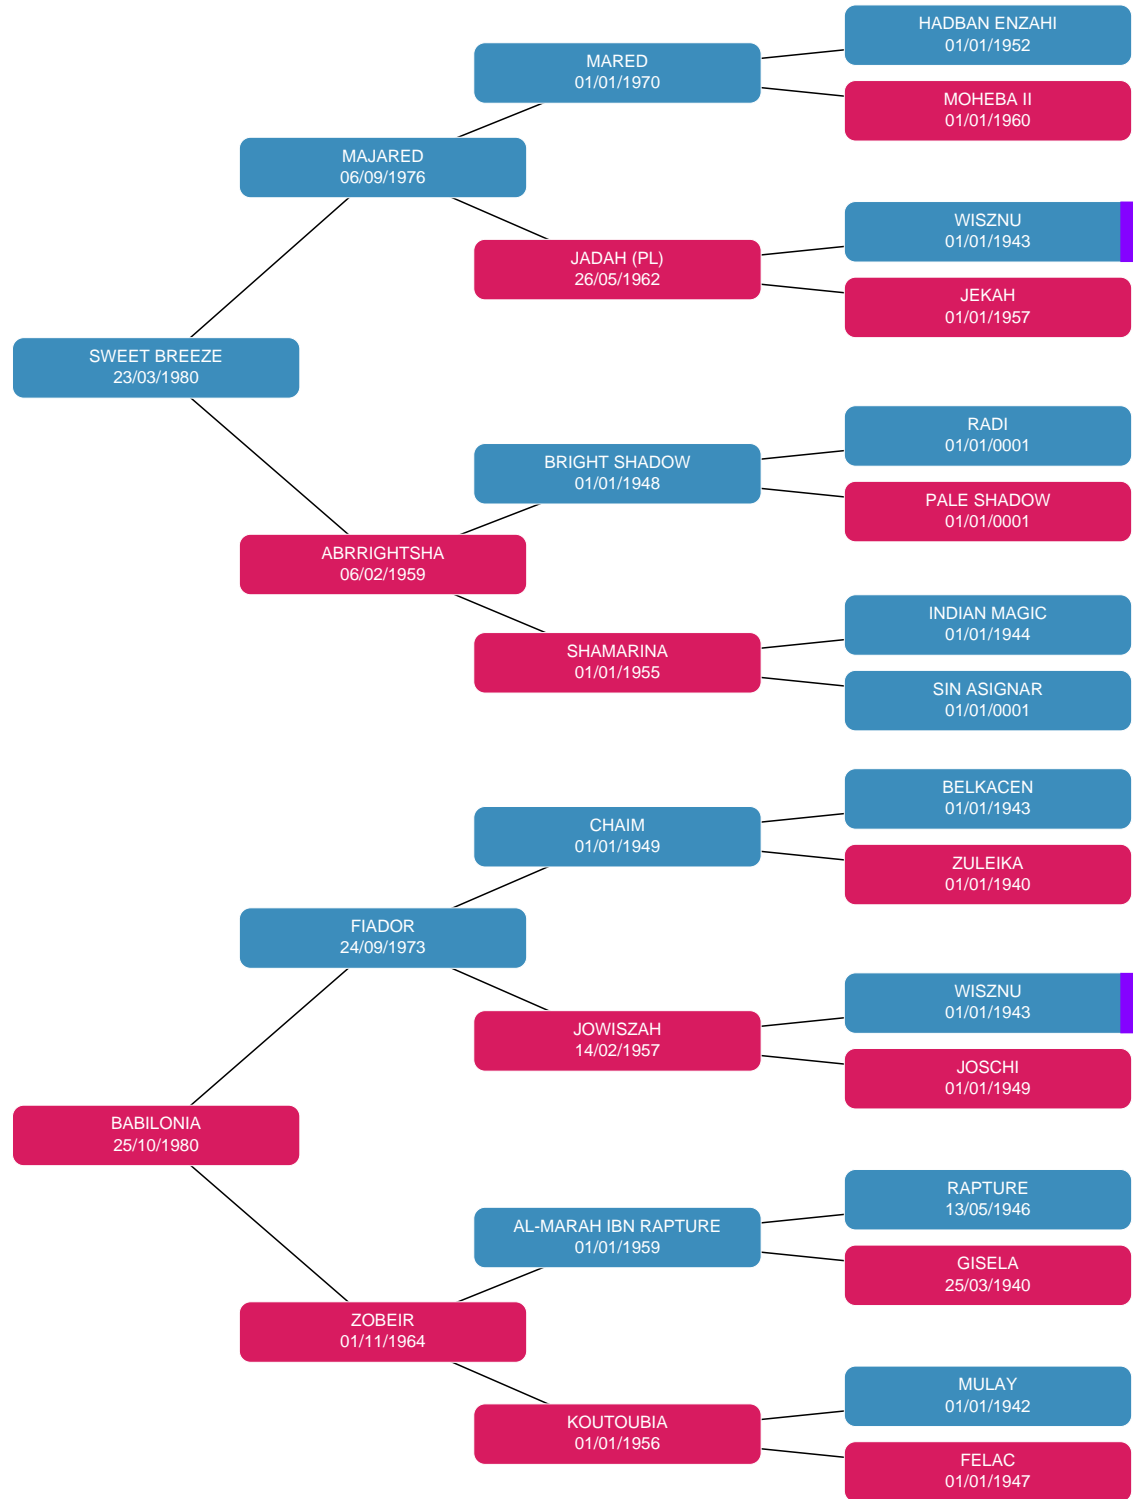 HADBAN ENZAHI
01/01/1952
MARED
01/01/1970
MOHEBA II
01/01/1960
MAJARED
06/09/1976
WISZNU
01/01/1943
JADAH (PL)
26/05/1962
JEKAH
01/01/1957
SWEET BREEZE
23/03/1980
RADI
01/01/0001
BRIGHT SHADOW
01/01/1948
PALE SHADOW
01/01/0001
ABRRIGHTSHA
06/02/1959
INDIAN MAGIC
01/01/1944
SHAMARINA
01/01/1955
SIN ASIGNAR
01/01/0001
BELKACEN
01/01/1943
CHAIM
01/01/1949
ZULEIKA
01/01/1940
FIADOR
24/09/1973
WISZNU
01/01/1943
JOWISZAH
14/02/1957
JOSCHI
01/01/1949
BABILONIA
25/10/1980
RAPTURE
13/05/1946
AL-MARAH IBN RAPTURE
01/01/1959
GISELA
25/03/1940
ZOBEIR
01/11/1964
MULAY
01/01/1942
KOUTOUBIA
01/01/1956
FELAC
01/01/1947